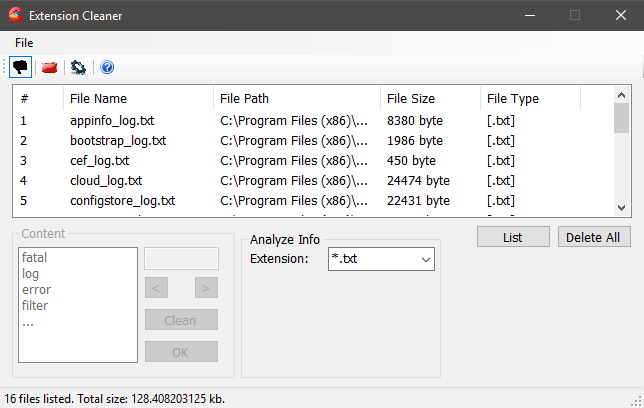 Extension Cleaner
File
# File Name File Path File Size File Type
1 appinfo_log.txt C:\Program Files (x86)\... 8380 byte [.txt]
2 bootstrap_log.txt C:\Program Files (x86)\... 1986 byte [.txt]
3 cef_log.txt C:\Program Files (x86)\... 450 byte [.txt]
4 cloud_log.txt C:\Program Files (x86)\... 24474 byte [.txt]
5 configstore_log.txt C:\Program Files (x86)\... 22431 byte [.txt]
List Delete All
Content
fatal
log
error
filter
...
< >
Clean
OK
Analyze Info
Extension: *.txt
16 files listed. Total size: 128.408203125 kb.